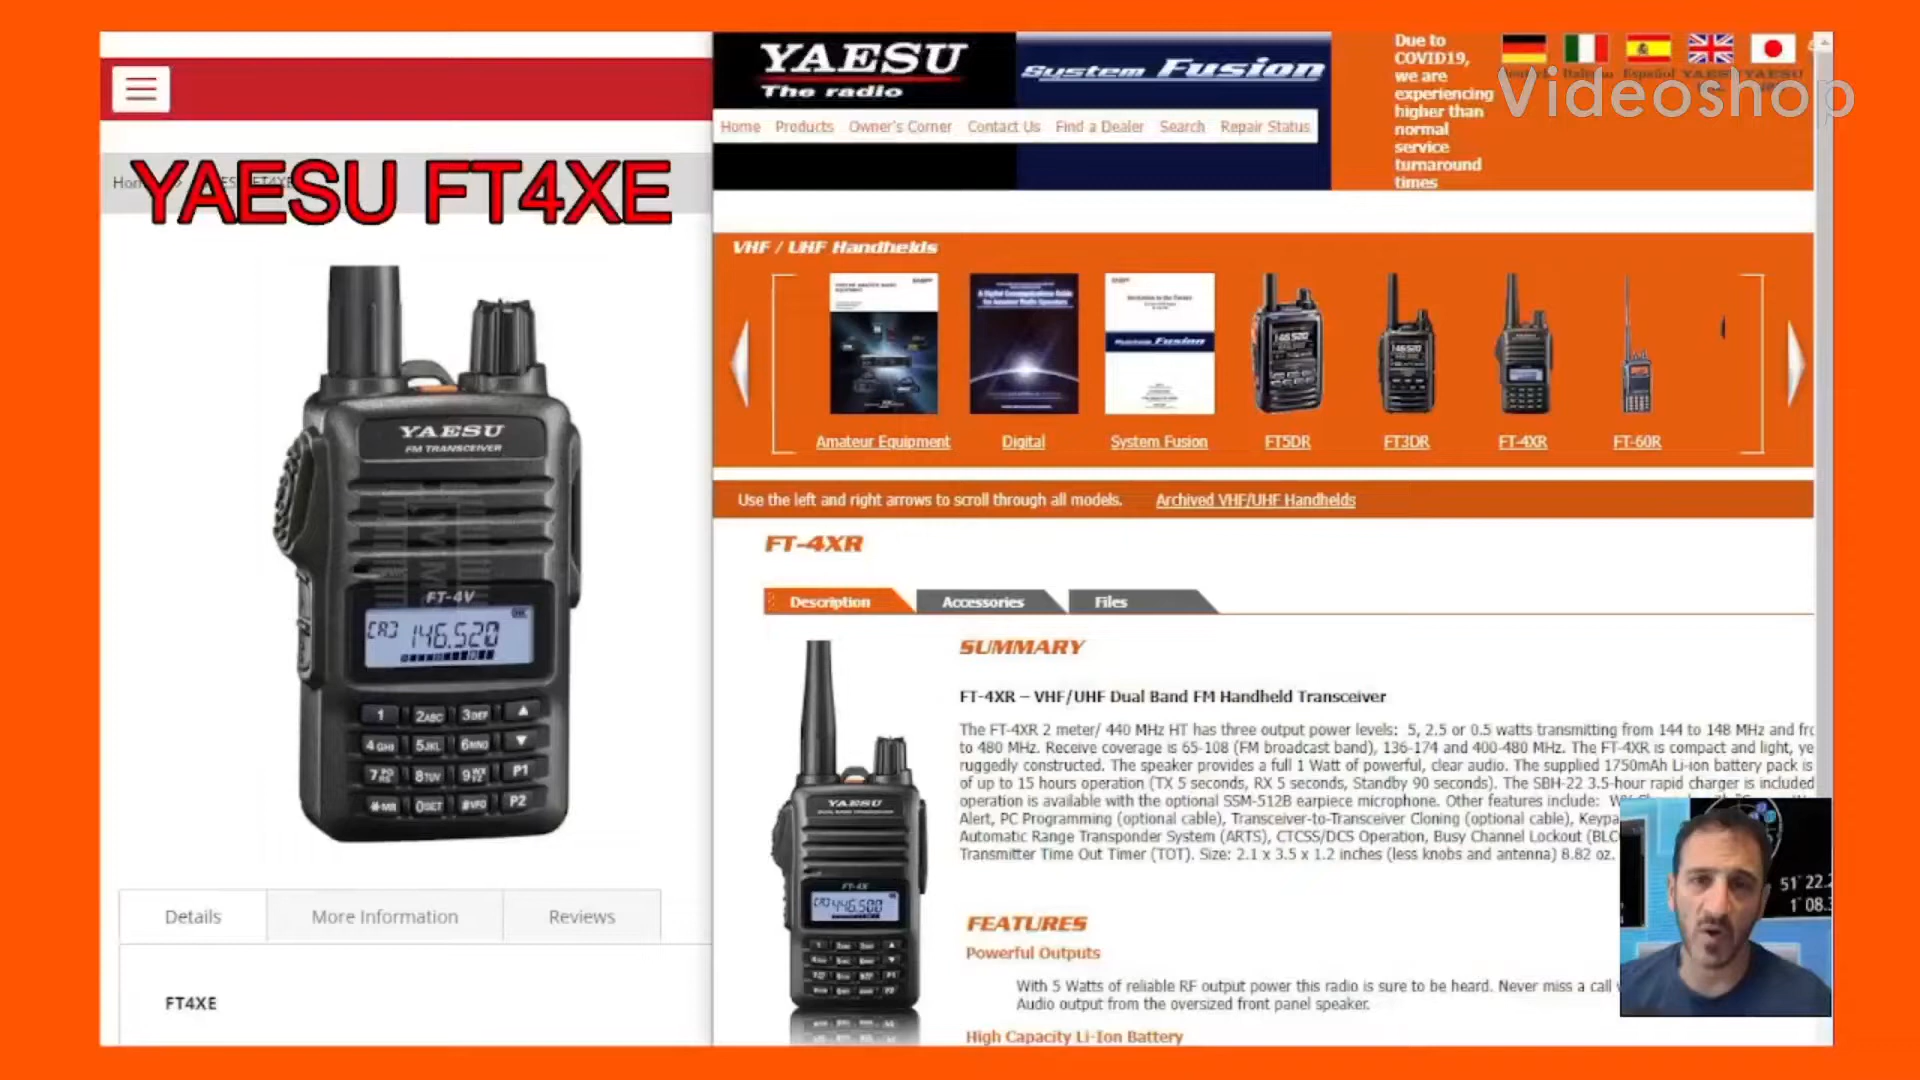 YAESU FT4XE
YAESU
FM TRANSCEIVER
FT-4V
146.520
1 2ABC 3DEF
4GHI 5JKL 6MNO
8TUV P1
0SET P2
Details More Information Reviews
FT4XE
YAESU
The radio
System Fusion
Due to
COVID19,
we are
experiencing
higher than
normal
service
turnaround
times
Videoshop
Home Products Owner's Corner Contact Us Find a Dealer Search Repair Status
VHF / UHF Handhelds
Amateur Equipment Digital System Fusion FT5DR FT3DR FT-4XR FT-60R
Use the left and right arrows to scroll through all models. Archived VHF/UHF Handhelds
FT-4XR
Description Accessories Files
SUMMARY
FT-4XR – VHF/UHF Dual Band FM Handheld Transceiver
The FT-4XR 2 meter/ 440 MHz HT has three output power levels: 5, 2.5 or 0.5 watts transmitting from 144 to 148 MHz and
to 480 MHz. Receive coverage is 65-108 (FM broadcast band), 136-174 and 400-480 MHz. The FT-4XR is compact and light,
ruggedly constructed. The speaker provides a full 1 Watt of powerful, clear audio. The supplied 1750mAh Li-ion battery pack is
of up to 15 hours operation (TX 5 seconds, RX 5 seconds, Standby 90 seconds). The SBH-22 3.5-hour rapid charger is included
operation is available with the optional SSM-512B earpiece microphone. Other features include:
Alert, PC Programming (optional cable), Transceiver-to-Transceiver Cloning (optional cable),
Automatic Range Transponder System (ARTS), CTCSS/DCS Operation, Busy Channel Lockout
Transmitter Time Out Timer (TOT). Size: 2.1 x 3.5 x 1.2 inches (less knobs and antenna) 8.82 oz.
YAESU
FT-4X
446.500
FEATURES
Powerful Outputs
With 5 Watts of reliable RF output power this radio is sure to be heard. Never miss a call
Audio output from the oversized front panel speaker.
High Capacity Li-Ion Battery
51° 22.2
1° 08.3